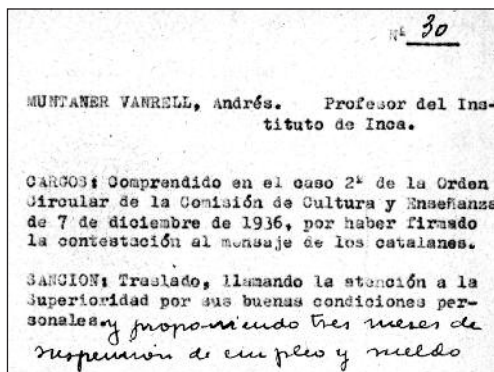 Nº 30
MUNTANER VANRELL, Andrés. Profesor del Ins-
tituto de Inca.
CARGOS: Comprendido en el caso 2º de la Orden
Circular de la Comisión de Cultura y Enseñanza
de 7 de diciembre de 1936, por haber firmado
la contestación al mensaje de los catalanes.
SANCION: Traslado, llamando la atención a la
Superioridad por sus buenas condiciones per-
sonales. y proponiendo tres meses de
suspensión de empleo y sueldo